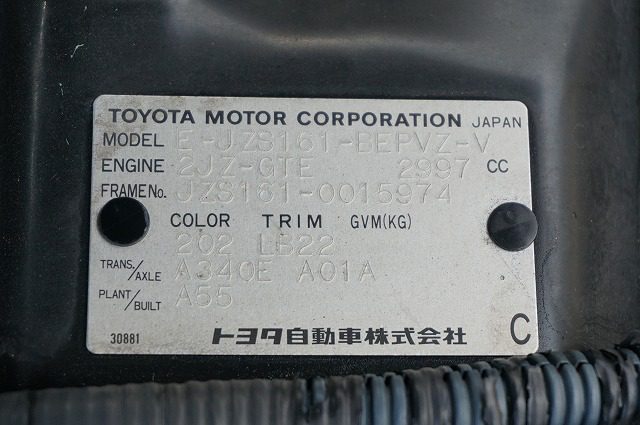 TOYOTA MOTOR CORPORATION JAPAN
MODEL E-JZS161-BEPVZ-V
ENGINE 2JZ-GTE 2997 CC
FRAME No. JZS161-0015974
COLOR TRIM GVM(KG)
202 LB22
TRANS./AXLE A340E A01A
PLANT/BUILT A55
30881 トヨタ自動車株式会社 C